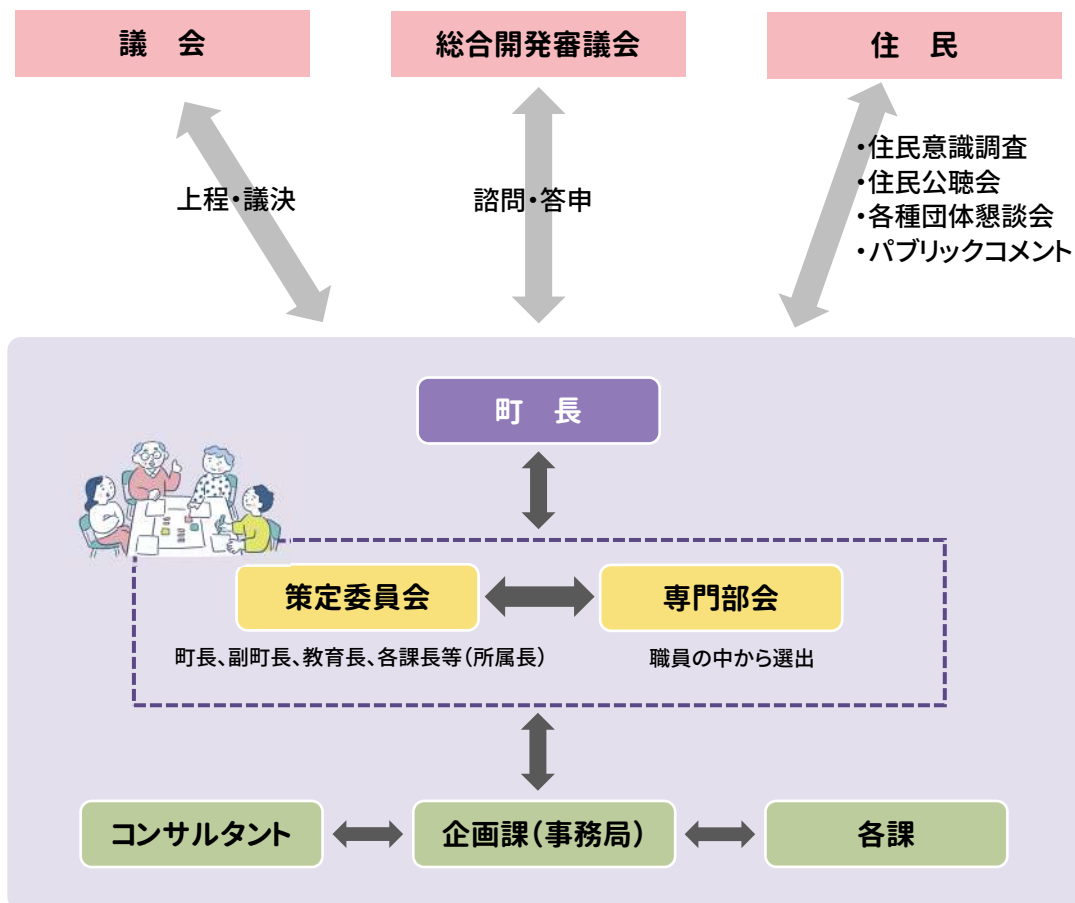 議　会
総合開発審議会
住　民
上程・議決
諮問・答申
・住民意識調査
・住民公聴会
・各種団体懇談会
・パブリックコメント
町　長
策定委員会
専門部会
町長、副町長、教育長、各課長等（所属長）
職員の中から選出
コンサルタント
企画課（事務局）
各課